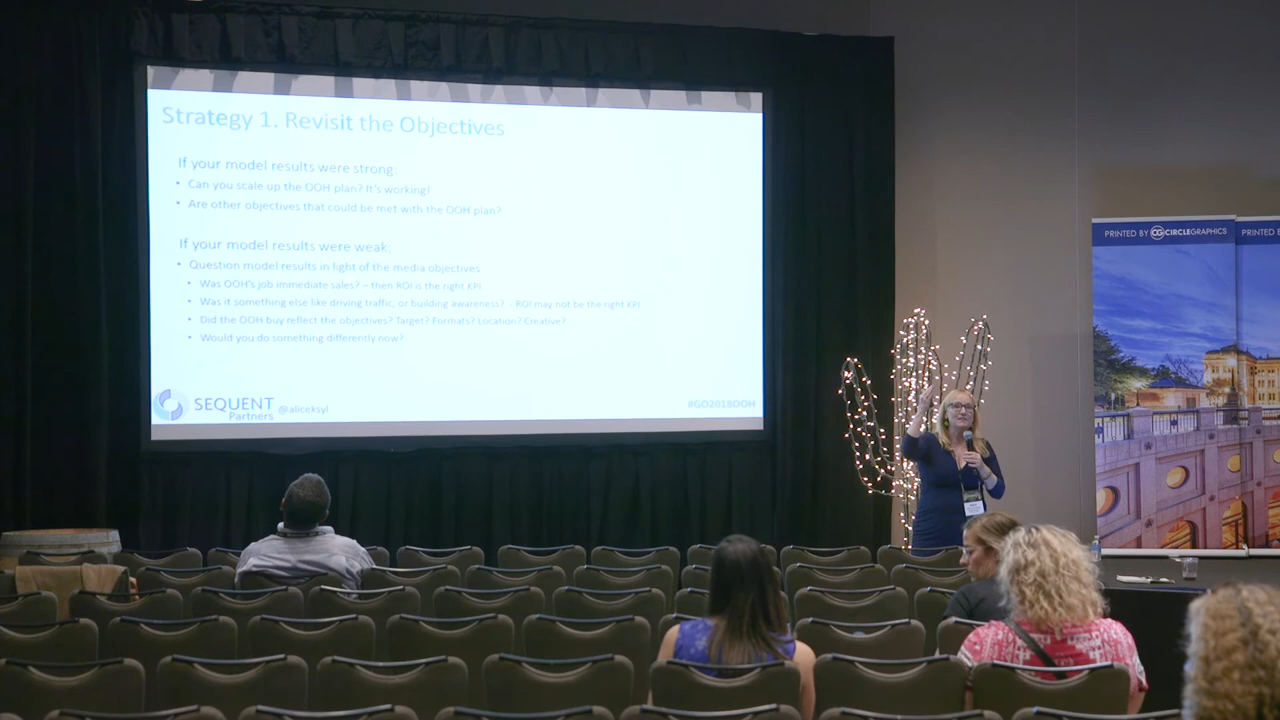 Strategy 1. Revisit the Objectives
If your model results were strong:
• Can you scale up the OOH plan? It's working!
• Are other objectives that could be met with the OOH plan?
If your model results were weak:
• Question model results in light of the media objectives
• Was OOH's job immediate sales? – then ROI is the right KPI.
• Was it something else like driving traffic, or building awareness? - ROI may not be the right KPI
• Did the OOH buy reflect the objectives? Target? Formats? Location? Creative?
• Would you do something differently now?
SEQUENT
Partners
@aliceksyl
#GO2018OOH
PRINTED BY CG CIRCLEGRAPHICS
PRINTED B